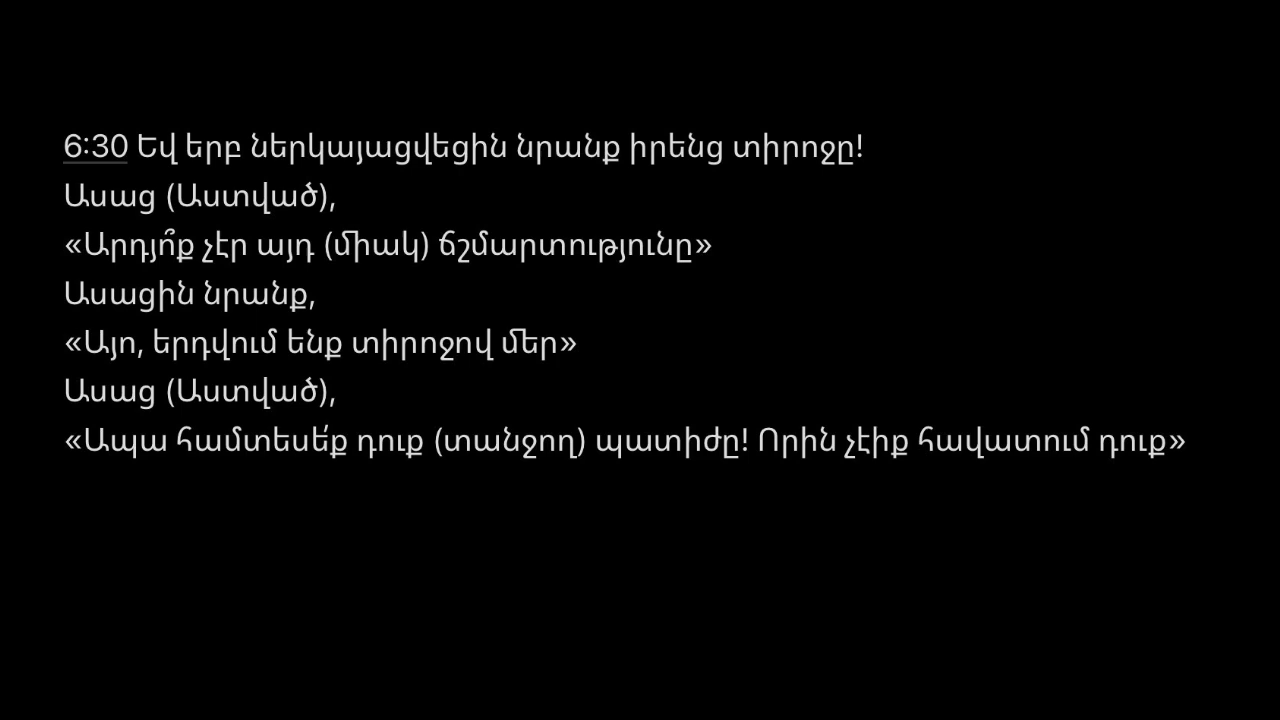 6:30 Եվ երբ ներկայացվեցին նրանք իրենց տիրոջը!
Ասաց (Աստված),
«Արդյո՞ք չէր այդ (միակ) ճշմարտությունը»
Ասացին նրանք,
«Այո, երդվում ենք տիրոջով մեր»
Ասաց (Աստված),
«Ապա համտեսե՛ք դուք (տանջող) պատիժը! Որին չէիք հավատում դուք»